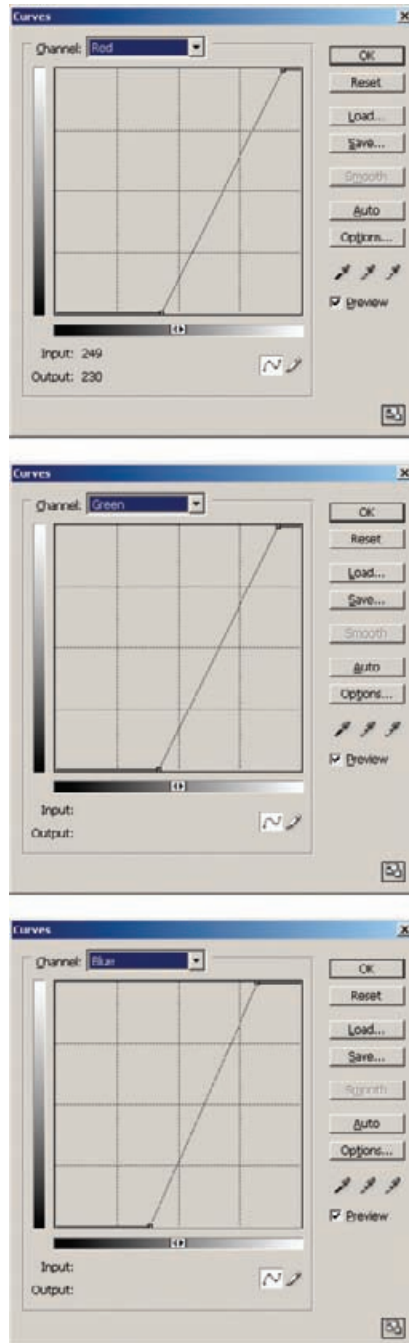 Curves
Channel: Red
OK
Reset
Load...
Save...
Smooth
Auto
Options...
Preview
Input: 249
Output: 230
Curves
Channel: Green
OK
Reset
Load...
Save...
Smooth
Auto
Options...
Preview
Input:
Output:
Curves
Channel: Blue
OK
Reset
Load...
Save...
Smooth
Auto
Options...
Preview
Input:
Output: